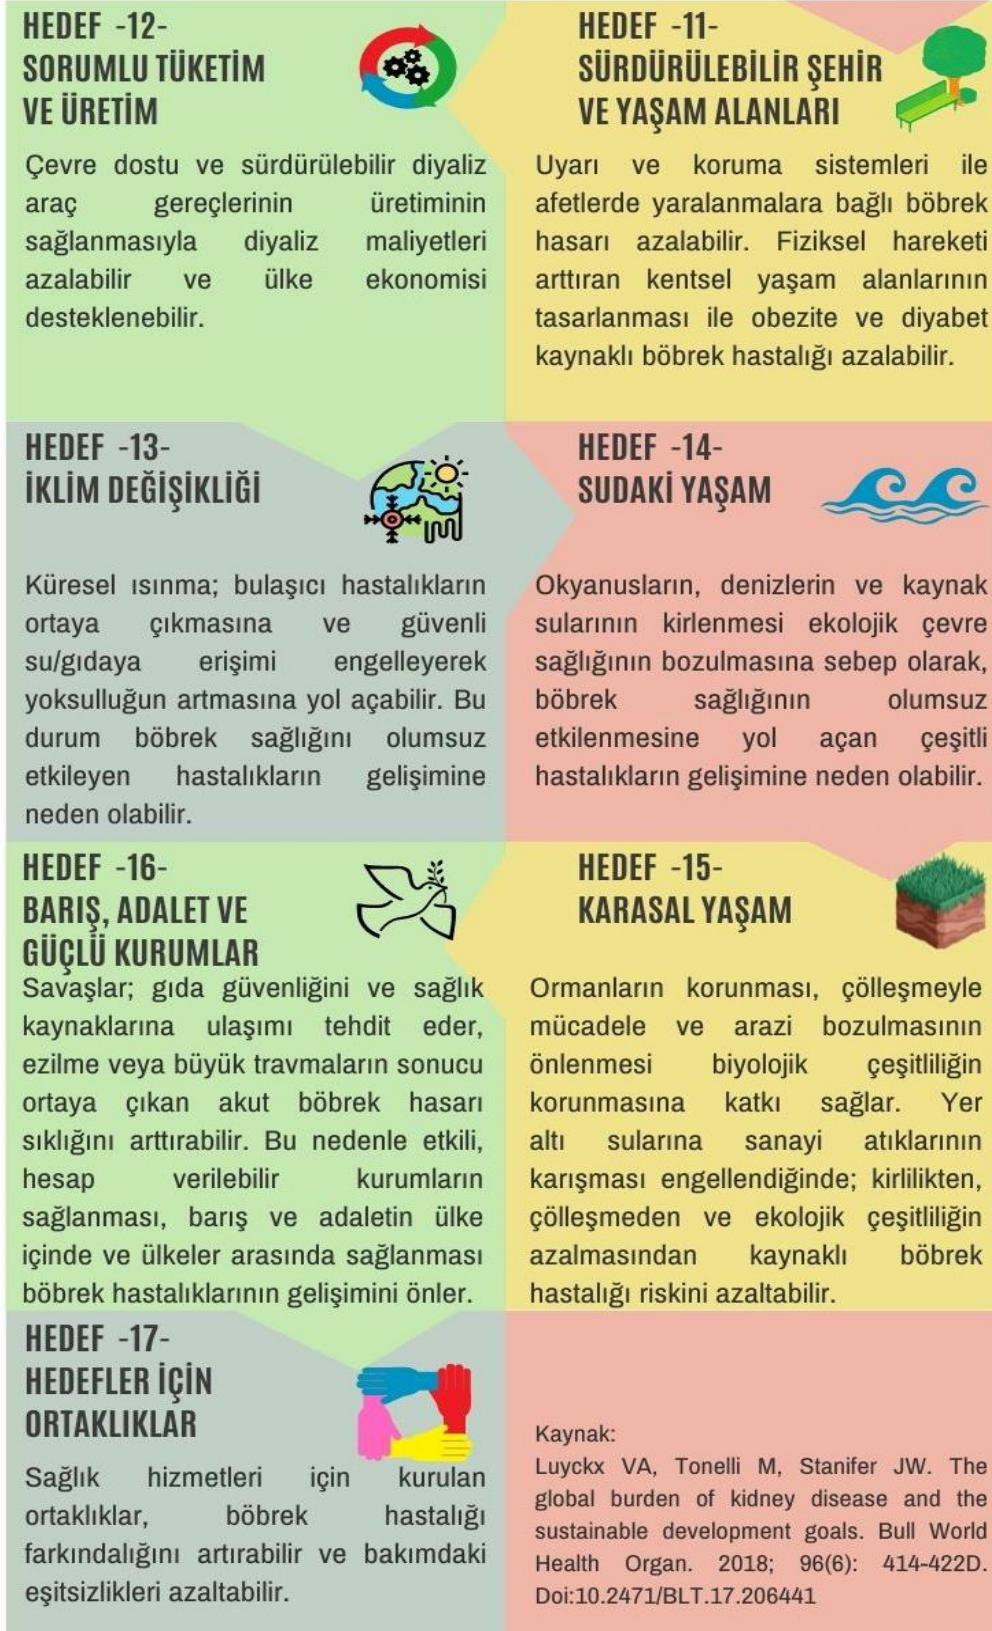 HEDEF -12-
SORUMLU TÜKETİM
VE ÜRETİM
Çevre dostu ve sürdürülebilir diyaliz
araç gereçlerinin üretiminin
sağlanmasıyla diyaliz maliyetleri
azalabilir ve ülke ekonomisi
desteklenebilir.
HEDEF -11-
SÜRDÜRÜLEBİLİR ŞEHİR
VE YAŞAM ALANLARI
Uyarı ve koruma sistemleri ile
afetlerde yaralanmalara bağlı böbrek
hasarı azalabilir. Fiziksel hareketi
arttıran kentsel yaşam alanlarının
tasarlanması ile obezite ve diyabet
kaynaklı böbrek hastalığı azalabilir.
HEDEF -13-
İKLİM DEĞİŞİKLİĞİ
Küresel ısınma; bulaşıcı hastalıkların
ortaya çıkmasına ve güvenli
su/gıdaya erişimi engelleyerek
yoksulluğun artmasına yol açabilir. Bu
durum böbrek sağlığını olumsuz
etkileyen hastalıkların gelişimine
neden olabilir.
HEDEF -14-
SUDAKİ YAŞAM
Okyanusların, denizlerin ve kaynak
sularının kirlenmesi ekolojik çevre
sağlığının bozulmasına sebep olarak,
böbrek sağlığının olumsuz
etkilenmesine yol açan çeşitli
hastalıkların gelişimine neden olabilir.
HEDEF -16-
BARIŞ, ADALET VE
GÜÇLÜ KURUMLAR
Savaşlar; gıda güvenliğini ve sağlık
kaynaklarına ulaşımı tehdit eder,
ezilme veya büyük travmaların sonucu
ortaya çıkan akut böbrek hasarı
sıklığını arttırabilir. Bu nedenle etkili,
hesap verilebilir kurumların
sağlanması, barış ve adaletin ülke
içinde ve ülkeler arasında sağlanması
böbrek hastalıklarının gelişimini önler.
HEDEF -15-
KARASAL YAŞAM
Ormanların korunması, çölleşmeyle
mücadele ve arazi bozulmasının
önlenmesi biyolojik çeşitliliğin
korunmasına katkı sağlar. Yer
altı sularına sanayi atıklarının
karışması engellendiğinde; kirlilikten,
çölleşmeden ve ekolojik çeşitliliğin
azalmasından kaynaklı böbrek
hastalığı riskini azaltabilir.
HEDEF -17-
HEDEFLER İÇİN
ORTAKLIKLAR
Sağlık hizmetleri için kurulan
ortaklıklar, böbrek hastalığı
farkındalığını artırabilir ve bakımdaki
eşitsizlikleri azaltabilir.
Kaynak:
Luyckx VA, Tonelli M, Stanifer JW. The
global burden of kidney disease and the
sustainable development goals. Bull World
Health Organ. 2018; 96(6): 414-422D.
Doi:10.2471/BLT.17.206441